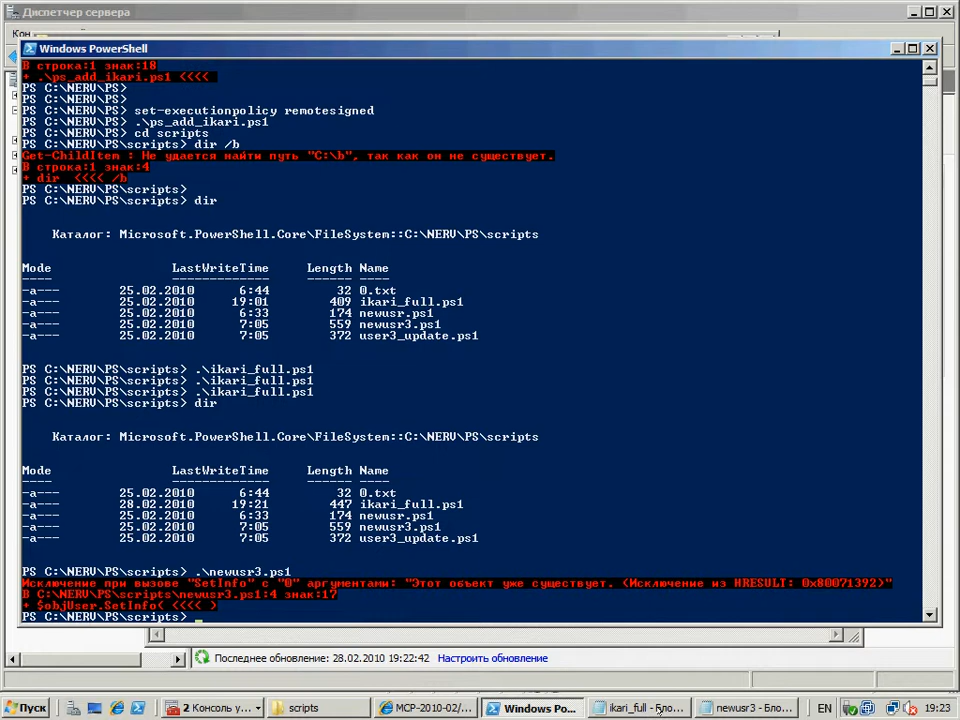 Диспетчер сервера
Кон
Windows PowerShell
В строка:1 знак:18
+ .\ps_add_ikari.ps1 <<<<
PS C:\NERV\PS>
PS C:\NERV\PS>
PS C:\NERV\PS> set-executionpolicy remotesigned
PS C:\NERV\PS> .\ps_add_ikari.ps1
PS C:\NERV\PS> cd scripts
PS C:\NERV\PS\scripts> dir /b
Get-ChildItem : Не удается найти путь "C:\b", так как он не существует.
В строка:1 знак:4
+ dir  <<<< /b
PS C:\NERV\PS\scripts>
PS C:\NERV\PS\scripts> dir
Каталог: Microsoft.PowerShell.Core\FileSystem::C:\NERV\PS\scripts
Mode LastWriteTime Length Name
---- ------------- ------ ----
-a--- 25.02.2010 6:44 32 0.txt
-a--- 25.02.2010 19:01 409 ikari_full.ps1
-a--- 25.02.2010 6:33 174 newusr.ps1
-a--- 25.02.2010 7:05 559 newusr3.ps1
-a--- 25.02.2010 7:05 372 user3_update.ps1
PS C:\NERV\PS\scripts> .\ikari_full.ps1
PS C:\NERV\PS\scripts> .\ikari_full.ps1
PS C:\NERV\PS\scripts> .\ikari_full.ps1
PS C:\NERV\PS\scripts> dir
Каталог: Microsoft.PowerShell.Core\FileSystem::C:\NERV\PS\scripts
Mode LastWriteTime Length Name
---- ------------- ------ ----
-a--- 25.02.2010 6:44 32 0.txt
-a--- 28.02.2010 19:21 447 ikari_full.ps1
-a--- 25.02.2010 6:33 174 newusr.ps1
-a--- 25.02.2010 7:05 559 newusr3.ps1
-a--- 25.02.2010 7:05 372 user3_update.ps1
PS C:\NERV\PS\scripts> .\newusr3.ps1
Исключение при вызове "SetInfo" с "0" аргументами: "Этот объект уже существует. (Исключение из HRESULT: 0x80071392)"
В C:\NERV\PS\scripts\newusr3.ps1:4 знак:17
+ $objUser.SetInfo( <<<< )
PS C:\NERV\PS\scripts> _
Последнее обновление: 28.02.2010 19:22:42 Настроить обновление
Пуск 2 Консоль у... scripts MCP-2010-02/... Windows Po... ikari_full - Бло... newusr3 - Бло... EN 19:23